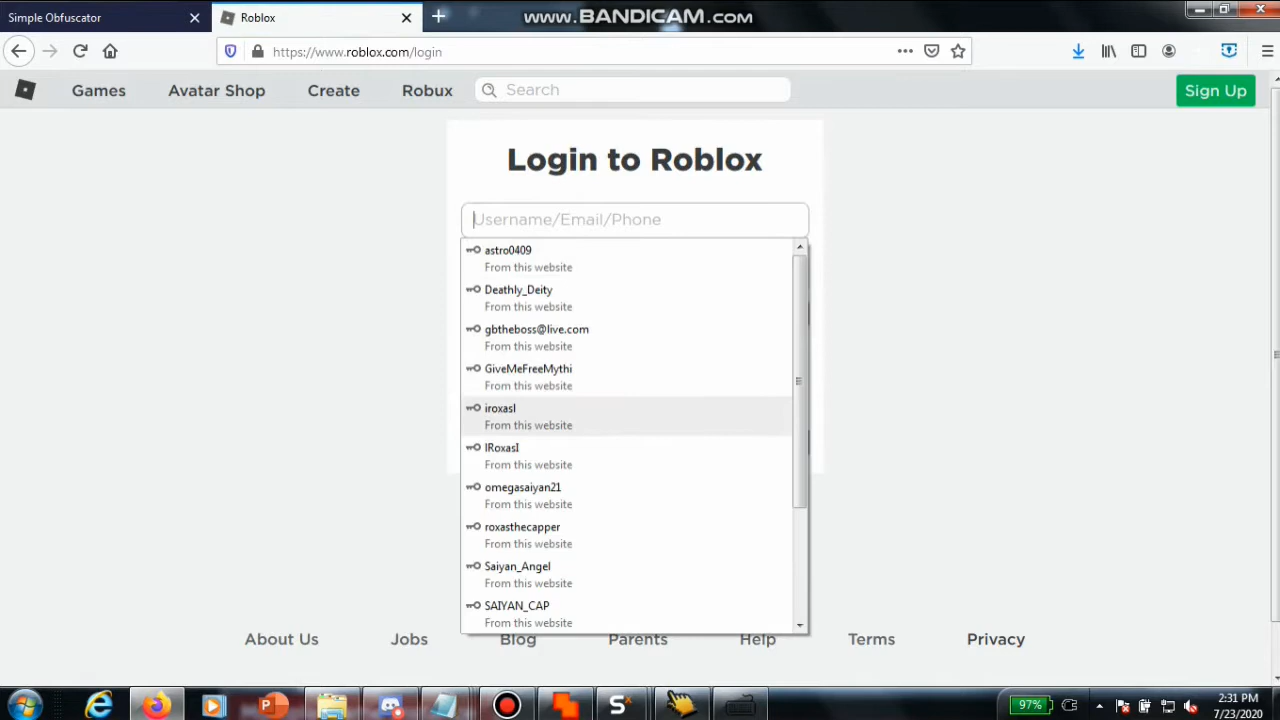 www.BANDICAM.com
Simple Obfuscator
Roblox
https://www.roblox.com/login
Games
Avatar Shop
Create
Robux
Search
Sign Up
Login to Roblox
Username/Email/Phone
astro0409
From this website
Deathly_Deity
From this website
gbtheboss@live.com
From this website
GiveMeFreeMythi
From this website
iroxasI
From this website
IRoxasI
From this website
omegasaiyan21
From this website
roxasthecapper
From this website
Saiyan_Angel
From this website
SAIYAN_CAP
From this website
About Us
Jobs
Blog
Parents
Help
Terms
Privacy
97%
2:31 PM
7/23/2020